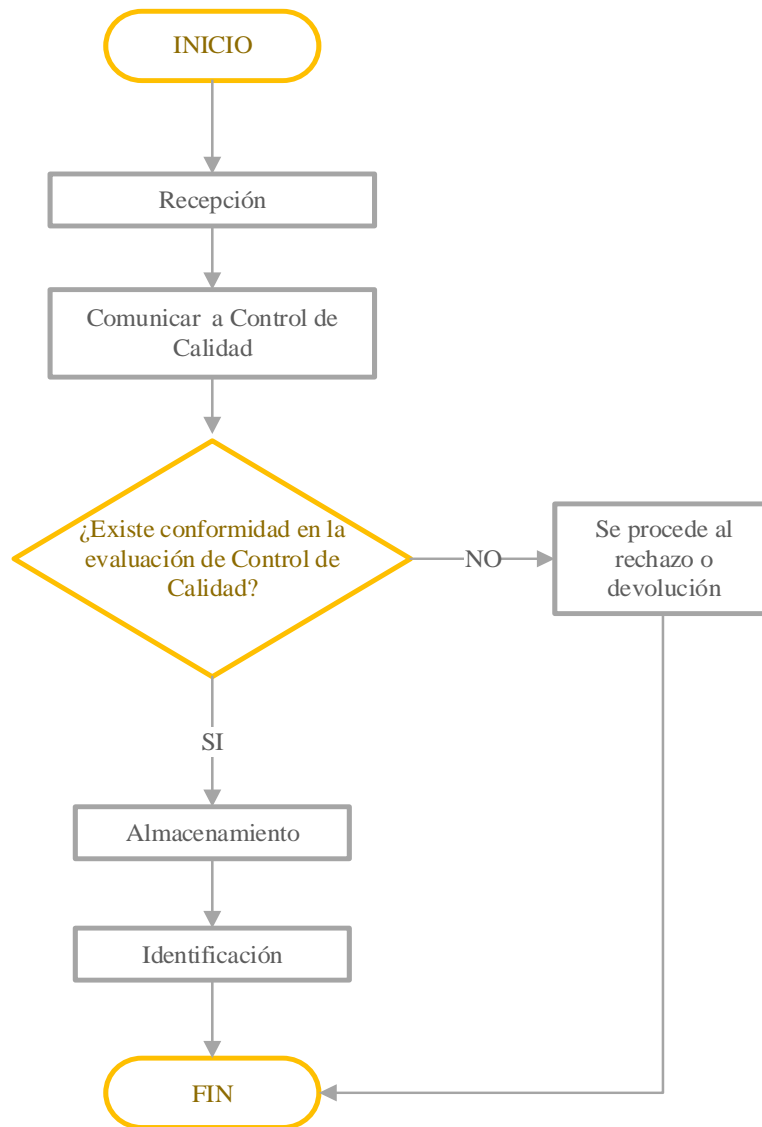 INICIO
Recepción
Comunicar a Control de
Calidad
¿Existe conformidad en la
evaluación de Control de
Calidad?
NO
Se procede al
rechazo o
devolución
SI
Almacenamiento
Identificación
FIN